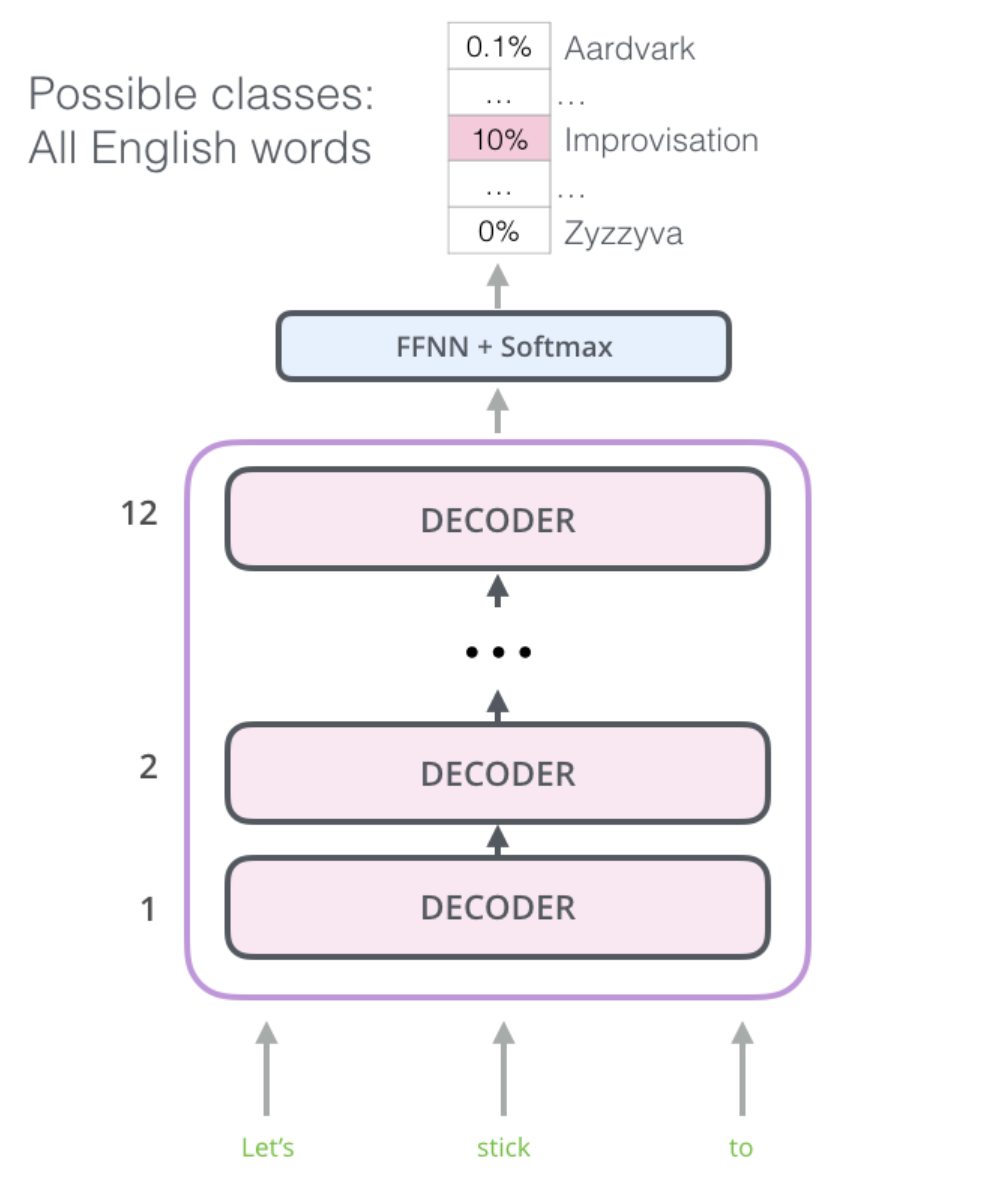 0.1% Aardvark
Possible classes:
... ...
All English words
10% Improvisation
... ...
0% Zyzzyva
FFNN + Softmax
12 DECODER
...
2 DECODER
1 DECODER
Let's stick to